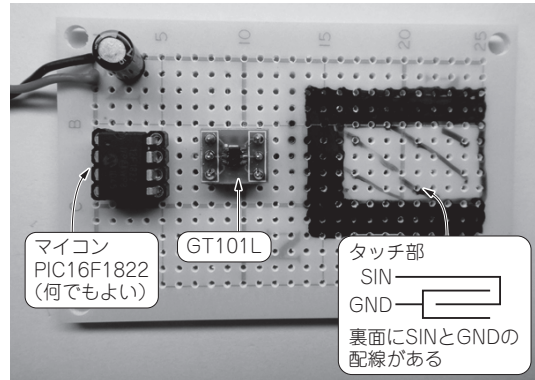 5
10
15
20
25
B
マイコン
PIC16F1822
(何でもよい)
GT101L
タッチ部
SIN
GND
裏面にSINとGNDの
配線がある